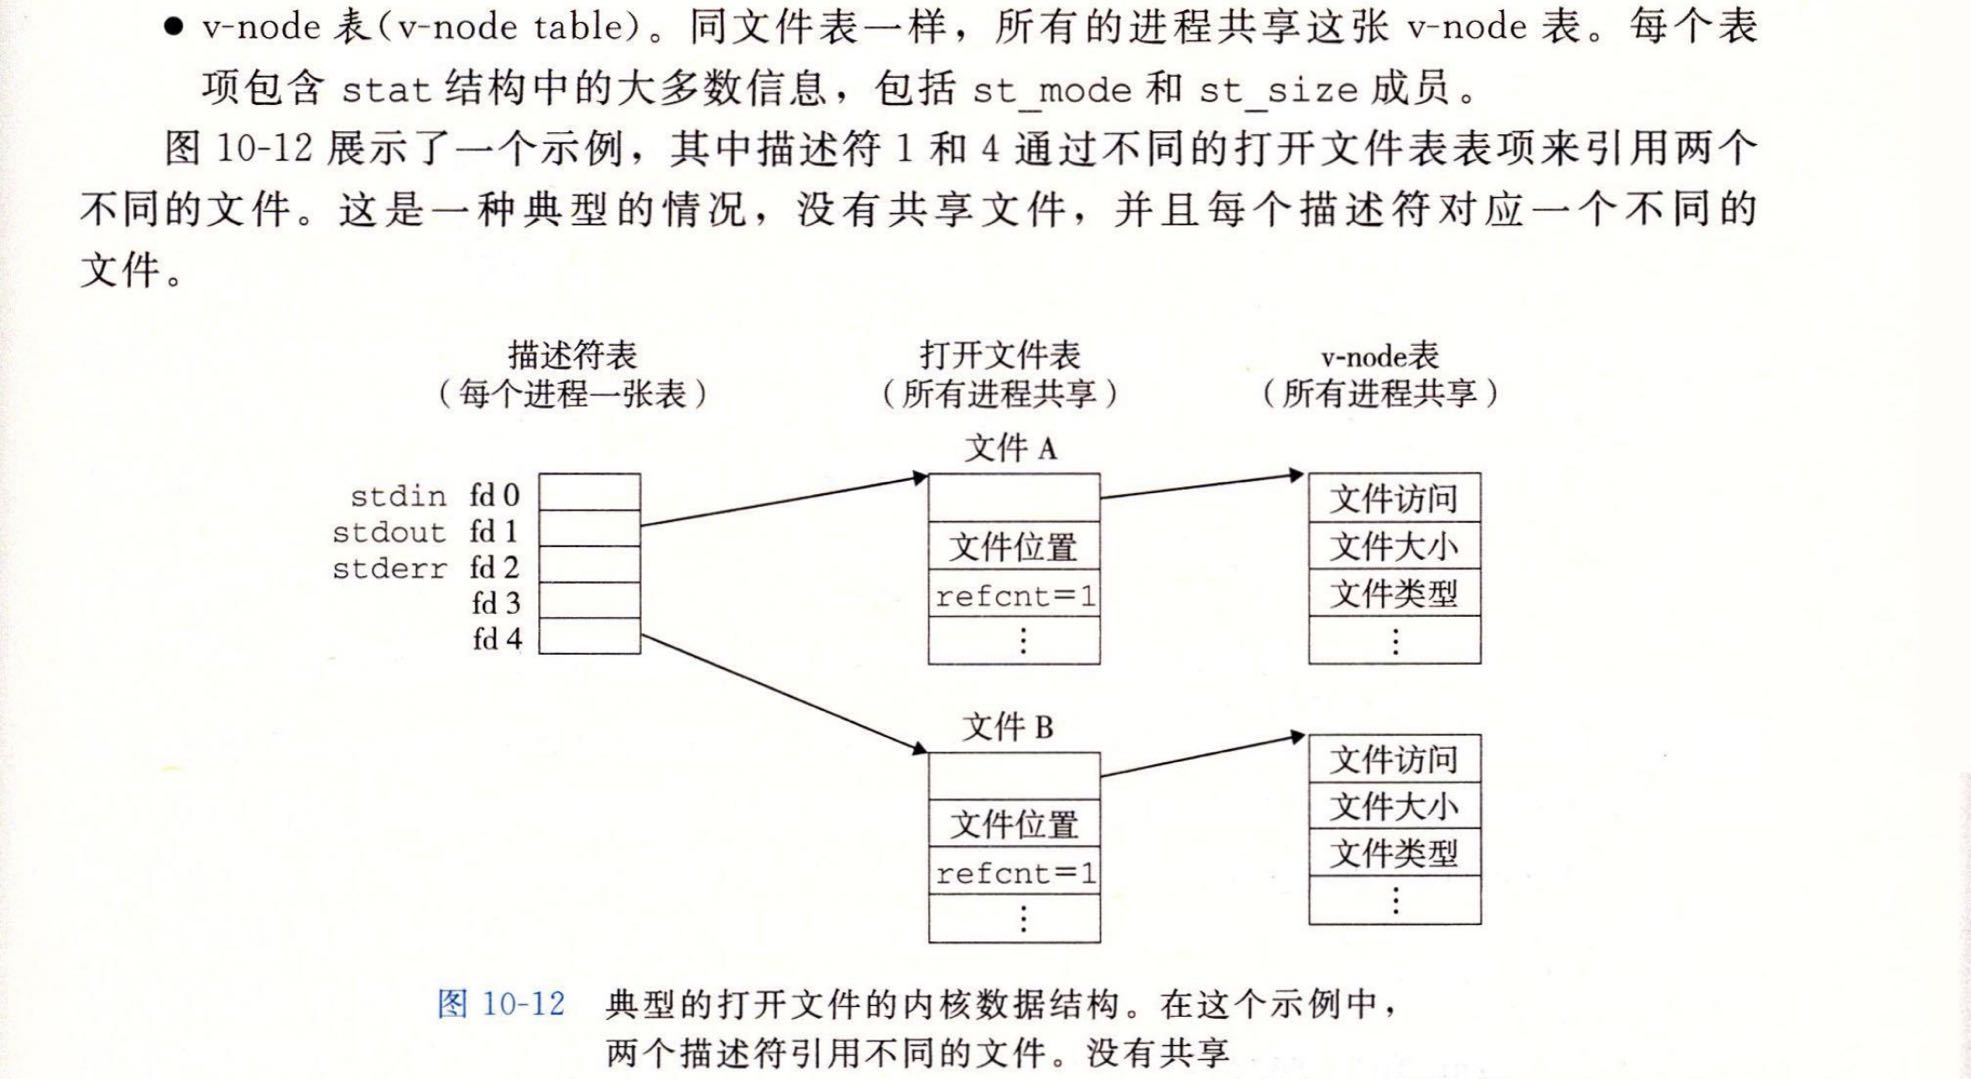 ● v-node 表(v-node table)。同文件表一样，所有的进程共享这张 v-node 表。每个表
项包含 stat 结构中的大多数信息，包括 st_mode 和 st_size 成员。
图 10-12 展示了一个示例，其中描述符 1 和 4 通过不同的打开文件表表项来引用两个
不同的文件。这是一种典型的情况，没有共享文件，并且每个描述符对应一个不同的
文件。
描述符表
（每个进程一张表）
打开文件表
（所有进程共享）
v-node表
（所有进程共享）
stdin fd 0
stdout fd 1
stderr fd 2
fd 3
fd 4
文件 A
文件位置
refcnt=1
⋮
文件访问
文件大小
文件类型
⋮
文件 B
文件位置
refcnt=1
⋮
文件访问
文件大小
文件类型
⋮
图 10-12 典型的打开文件的内核数据结构。在这个示例中，
两个描述符引用不同的文件。没有共享